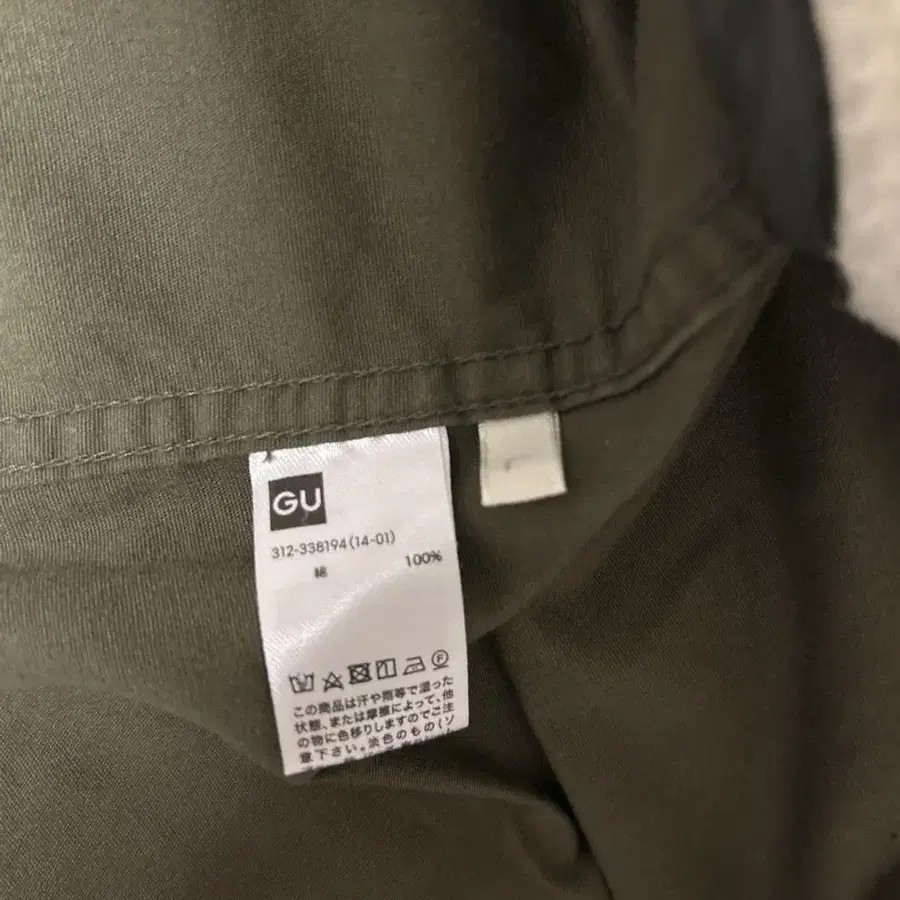 GU
312-338194(14-01)
綿 100%
この商品は汗や雨等で湿った
状態、または摩擦によって、他
の物に色移りしますのでご注
意下さい。淡色のもの(ソ